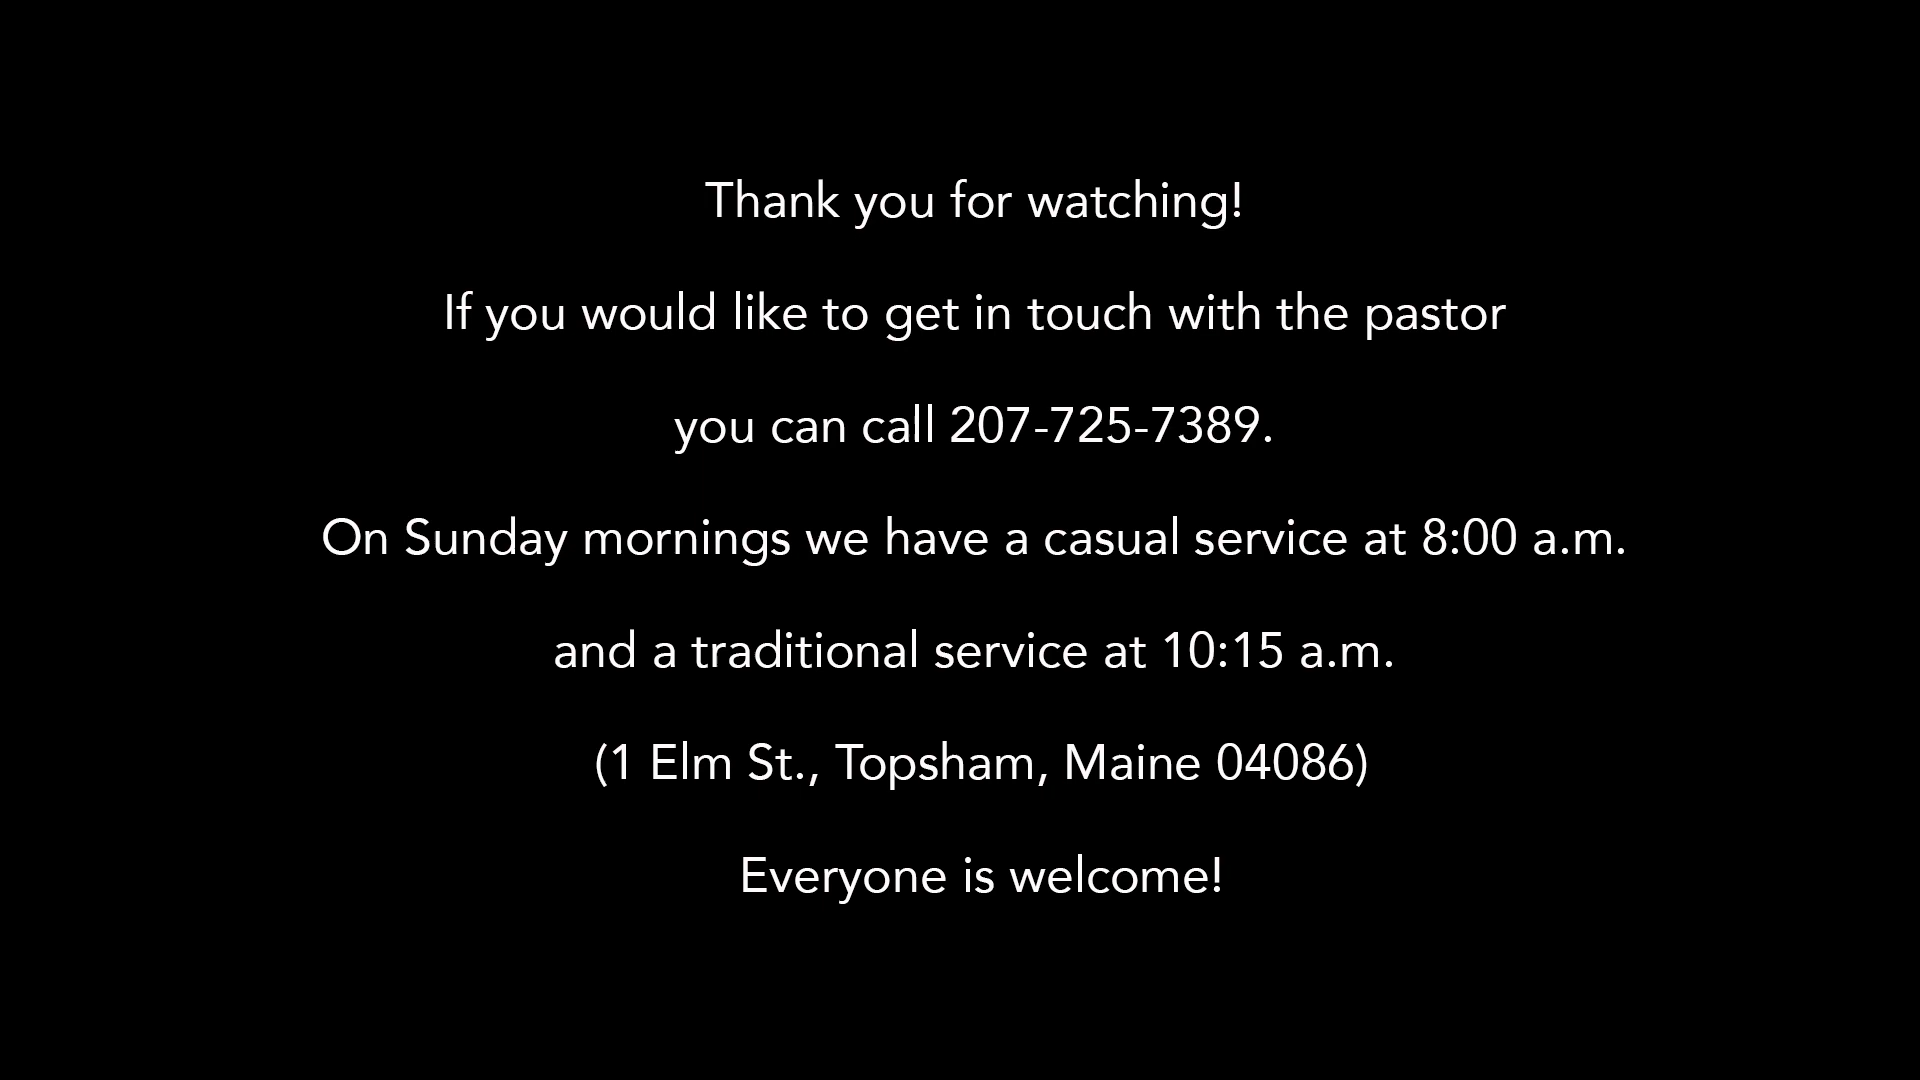 Thank you for watching!
If you would like to get in touch with the pastor
you can call 207-725-7389.
On Sunday mornings we have a casual service at 8:00 a.m.
and a traditional service at 10:15 a.m.
(1 Elm St., Topsham, Maine 04086)
Everyone is welcome!